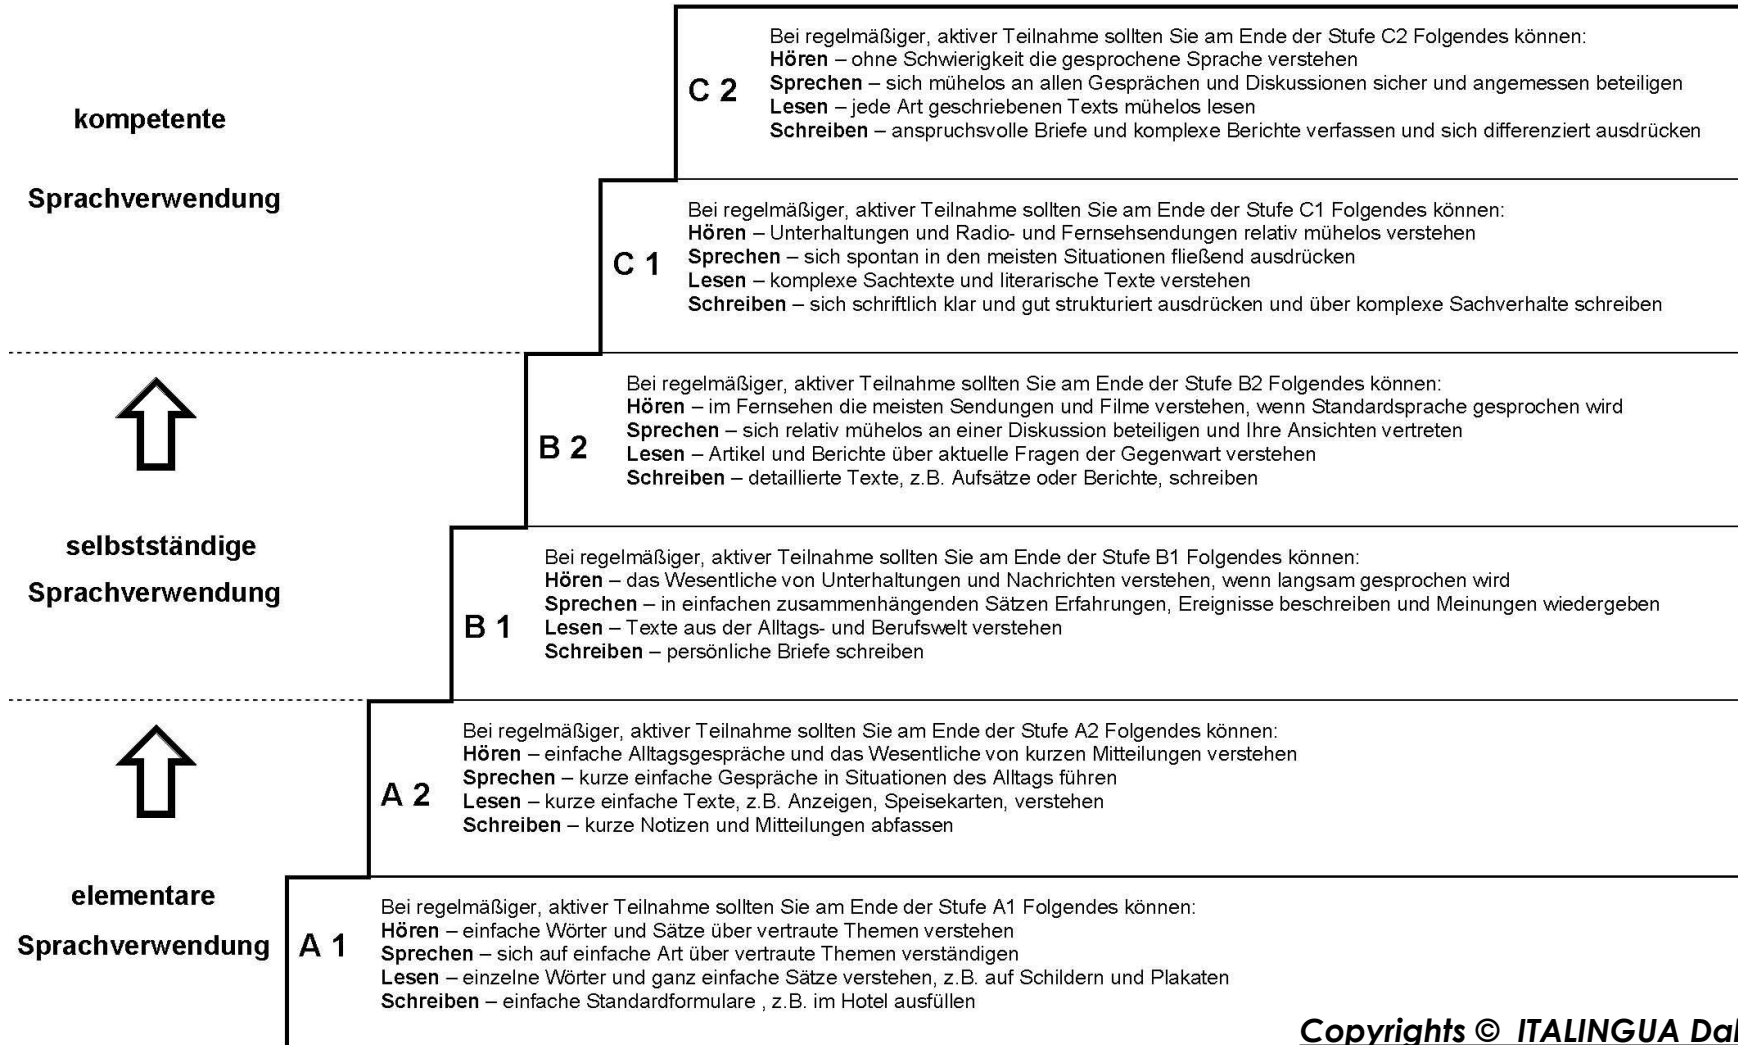 Bei regelmäßiger, aktiver Teilnahme sollten Sie am Ende der Stufe C2 Folgendes können:
Hören – ohne Schwierigkeit die gesprochene Sprache verstehen
C 2
Sprechen – sich mühelos an allen Gesprächen und Diskussionen sicher und angemessen beteiligen
Lesen – jede Art geschriebenen Texts mühelos lesen
Schreiben – anspruchsvolle Briefe und komplexe Berichte verfassen und sich differenziert ausdrücken
kompetente
Sprachverwendung
Bei regelmäßiger, aktiver Teilnahme sollten Sie am Ende der Stufe C1 Folgendes können:
Hören – Unterhaltungen und Radio- und Fernsehsendungen relativ mühelos verstehen
Sprechen – sich spontan in den meisten Situationen fließend ausdrücken
C 1
Lesen – komplexe Sachtexte und literarische Texte verstehen
Schreiben – sich schriftlich klar und gut strukturiert ausdrücken und über komplexe Sachverhalte schreiben
Bei regelmäßiger, aktiver Teilnahme sollten Sie am Ende der Stufe B2 Folgendes können:
Hören – im Fernsehen die meisten Sendungen und Filme verstehen, wenn Standardsprache gesprochen wird
Sprechen – sich relativ mühelos an einer Diskussion beteiligen und Ihre Ansichten vertreten
B 2
Lesen – Artikel und Berichte über aktuelle Fragen der Gegenwart verstehen
Schreiben – detaillierte Texte, z.B. Aufsätze oder Berichte, schreiben
selbstständige
Sprachverwendung
Bei regelmäßiger, aktiver Teilnahme sollten Sie am Ende der Stufe B1 Folgendes können:
Hören – das Wesentliche von Unterhaltungen und Nachrichten verstehen, wenn langsam gesprochen wird
Sprechen – in einfachen zusammenhängenden Sätzen Erfahrungen, Ereignisse beschreiben und Meinungen wiedergeben
B 1
Lesen – Texte aus der Alltags- und Berufswelt verstehen
Schreiben – persönliche Briefe schreiben
Bei regelmäßiger, aktiver Teilnahme sollten Sie am Ende der Stufe A2 Folgendes können:
Hören – einfache Alltagsgespräche und das Wesentliche von kurzen Mitteilungen verstehen
Sprechen – kurze einfache Gespräche in Situationen des Alltags führen
A 2
Lesen – kurze einfache Texte, z.B. Anzeigen, Speisekarten, verstehen
Schreiben – kurze Notizen und Mitteilungen abfassen
elementare
Sprachverwendung
Bei regelmäßiger, aktiver Teilnahme sollten Sie am Ende der Stufe A1 Folgendes können:
Hören – einfache Wörter und Sätze über vertraute Themen verstehen
A 1
Sprechen – sich auf einfache Art über vertraute Themen verständigen
Lesen – einzelne Wörter und ganz einfache Sätze verstehen, z.B. auf Schildern und Plakaten
Schreiben – einfache Standardformulare , z.B. im Hotel ausfüllen
Copyrights © ITALINGUA